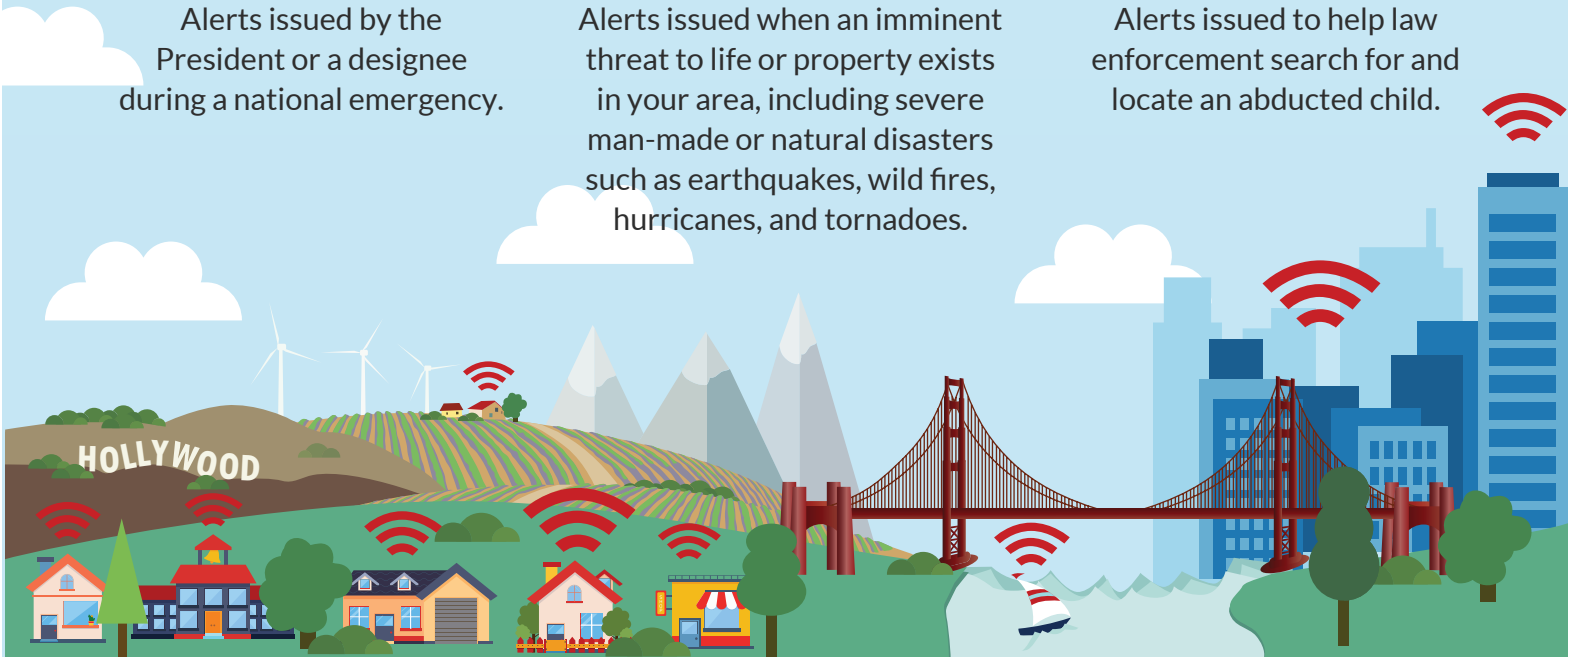 Alerts issued by the
President or a designee
during a national emergency.
Alerts issued when an imminent
threat to life or property exists
in your area, including severe
man-made or natural disasters
such as earthquakes, wild fires,
hurricanes, and tornadoes.
Alerts issued to help law
enforcement search for and
locate an abducted child.
HOLLYWOOD